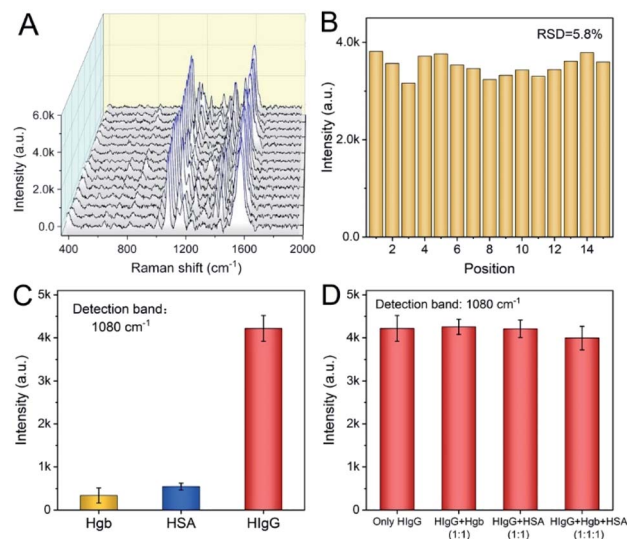 A
6.0k
4.0k
2.0k
0.0
Intensity (a.u.)
400
800
1200
1600
2000
Raman shift (cm⁻¹)
B
RSD=5.8%
4.0k
2.0k
0.0
Intensity (a.u.)
2 4 6 8 10 12 14
Position
C
Detection band:
1080 cm⁻¹
5k
4k
3k
2k
1k
0
Intensity (a.u.)
Hgb HSA HIgG
D
Detection band: 1080 cm⁻¹
5k
4k
3k
2k
1k
0
Intensity (a.u.)
Only HIgG HIgG+Hgb HIgG+HSA HIgG+Hgb+HSA
(1:1) (1:1) (1:1:1)